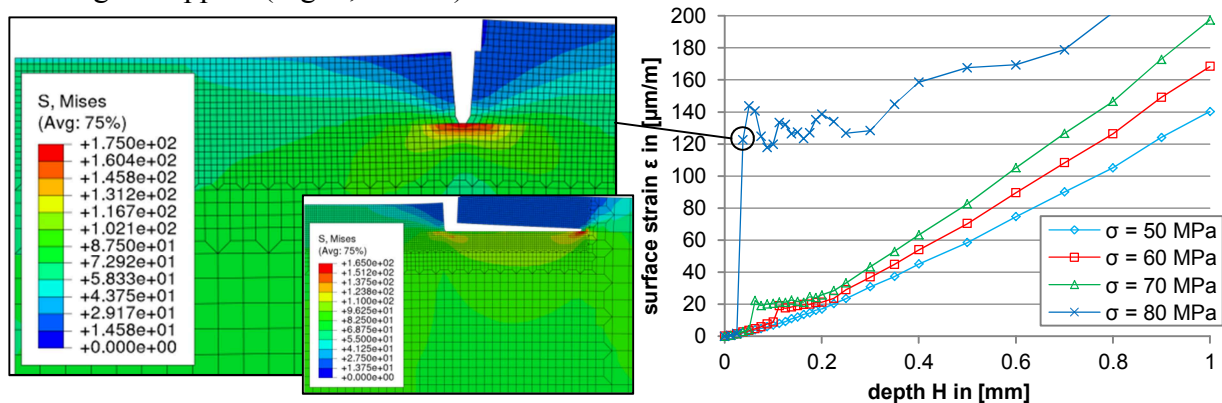 S, Mises
(Avg: 75%)
+1.750e+02
+1.604e+02
+1.458e+02
+1.312e+02
+1.167e+02
+1.021e+02
+8.750e+01
+7.292e+01
+5.833e+01
+4.375e+01
+2.917e+01
+1.458e+01
+0.000e+00
S, Mises
(Avg: 75%)
+1.650e+02
+1.512e+02
+1.375e+02
+1.238e+02
+1.100e+02
+9.625e+01
+8.250e+01
+6.875e+01
+5.500e+01
+4.125e+01
+2.750e+01
+1.375e+01
+0.000e+00
surface strain ε in [µm/m]
200
180
160
140
120
100
80
60
40
20
0
0 0.2 0.4 0.6 0.8 1
depth H in [mm]
σ = 50 MPa
σ = 60 MPa
σ = 70 MPa
σ = 80 MPa